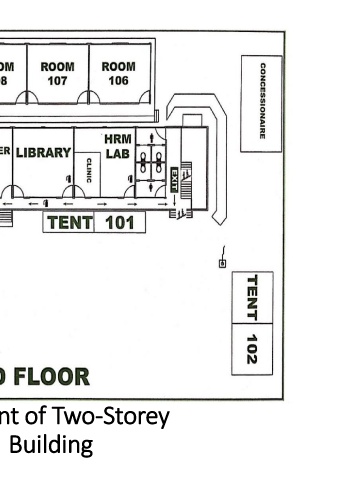 OM
08
ROOM
107
ROOM
106
CONCESSIONAIRE
ER
LIBRARY
CLINIC
HRM
LAB
EXIT
TENT 101
TENT 102
D FLOOR
nt of Two-Storey
Building